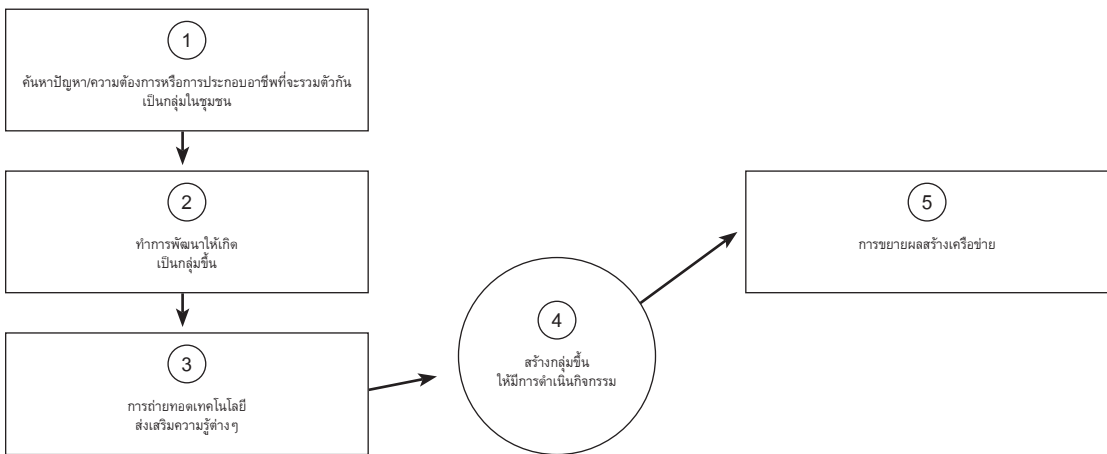 1
ค้นหาปัญหา/ความต้องการหรือการประกอบอาชีพที่จะรวมตัวกัน
เป็นกลุ่มในชุมชน
2
ทำการพัฒนาให้เกิด
เป็นกลุ่มขึ้น
3
การถ่ายทอดเทคโนโลยี
ส่งเสริมความรู้ต่างๆ
4
สร้างกลุ่มขึ้น
ให้มีการดำเนินกิจกรรม
5
การขยายผลสร้างเครือข่าย